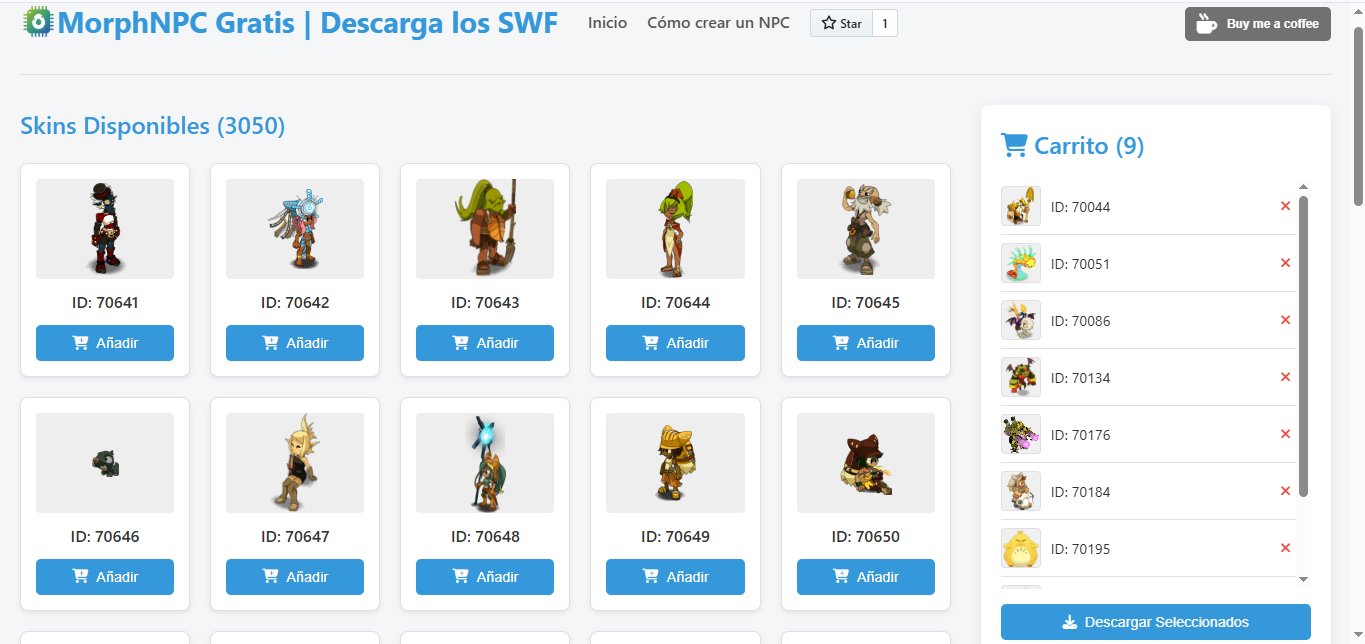 MorphNPC Gratis | Descarga los SWF
Inicio
Cómo crear un NPC
Star
1
Buy me a coffee
Skins Disponibles (3050)
ID: 70641
ID: 70642
ID: 70643
ID: 70644
ID: 70645
Añadir
Añadir
Añadir
Añadir
Añadir
ID: 70646
ID: 70647
ID: 70648
ID: 70649
ID: 70650
Añadir
Añadir
Añadir
Añadir
Añadir
Carrito (9)
ID: 70044
ID: 70051
ID: 70086
ID: 70134
ID: 70176
ID: 70184
ID: 70195
Descargar Seleccionados